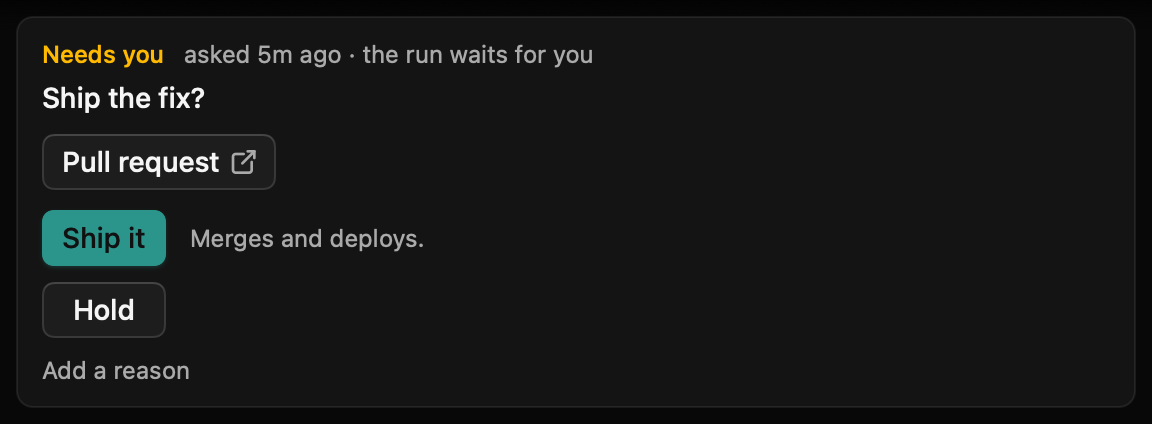 Needs you asked 5m ago · the run waits for you
Ship the fix?
Pull request
Ship it Merges and deploys.
Hold
Add a reason